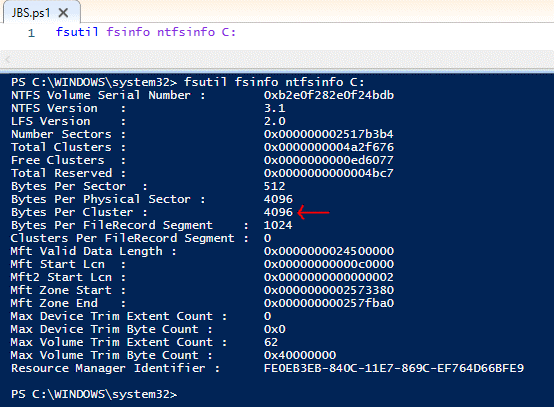 JBS.ps1 X
1 fsutil fsinfo ntfsinfo C:
PS C:\WINDOWS\system32> fsutil fsinfo ntfsinfo C:
NTFS Volume Serial Number : 0xb2e0f282e0f24bdb
NTFS Version : 3.1
LFS Version : 2.0
Number Sectors : 0x000000002517b3b4
Total Clusters : 0x0000000004a2f676
Free Clusters : 0x0000000000ed6077
Total Reserved : 0x0000000000004bc7
Bytes Per Sector : 512
Bytes Per Physical Sector : 4096
Bytes Per Cluster : 4096
Bytes Per FileRecord Segment : 1024
Clusters Per FileRecord Segment : 0
Mft Valid Data Length : 0x0000000024500000
Mft Start Lcn : 0x00000000000c0000
Mft2 Start Lcn : 0x0000000000000002
Mft Zone Start : 0x0000000002573380
Mft Zone End : 0x000000000257fba0
Max Device Trim Extent Count : 0
Max Device Trim Byte Count : 0x0
Max Volume Trim Extent Count : 62
Max Volume Trim Byte Count : 0x40000000
Resource Manager Identifier : FE0EB3EB-840C-11E7-869C-EF764D66BFE9
PS C:\WINDOWS\system32>